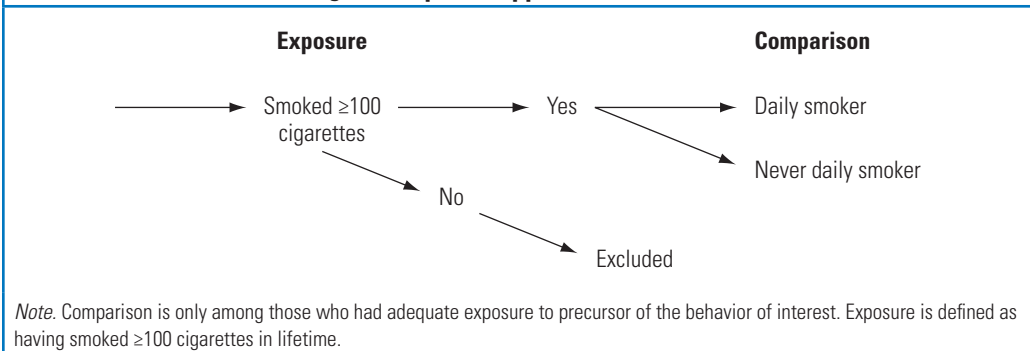 Exposure Comparison
Smoked ≥100 Yes Daily smoker
cigarettes
Never daily smoker
No
Excluded
Note. Comparison is only among those who had adequate exposure to precursor of the behavior of interest. Exposure is defined as
having smoked ≥100 cigarettes in lifetime.